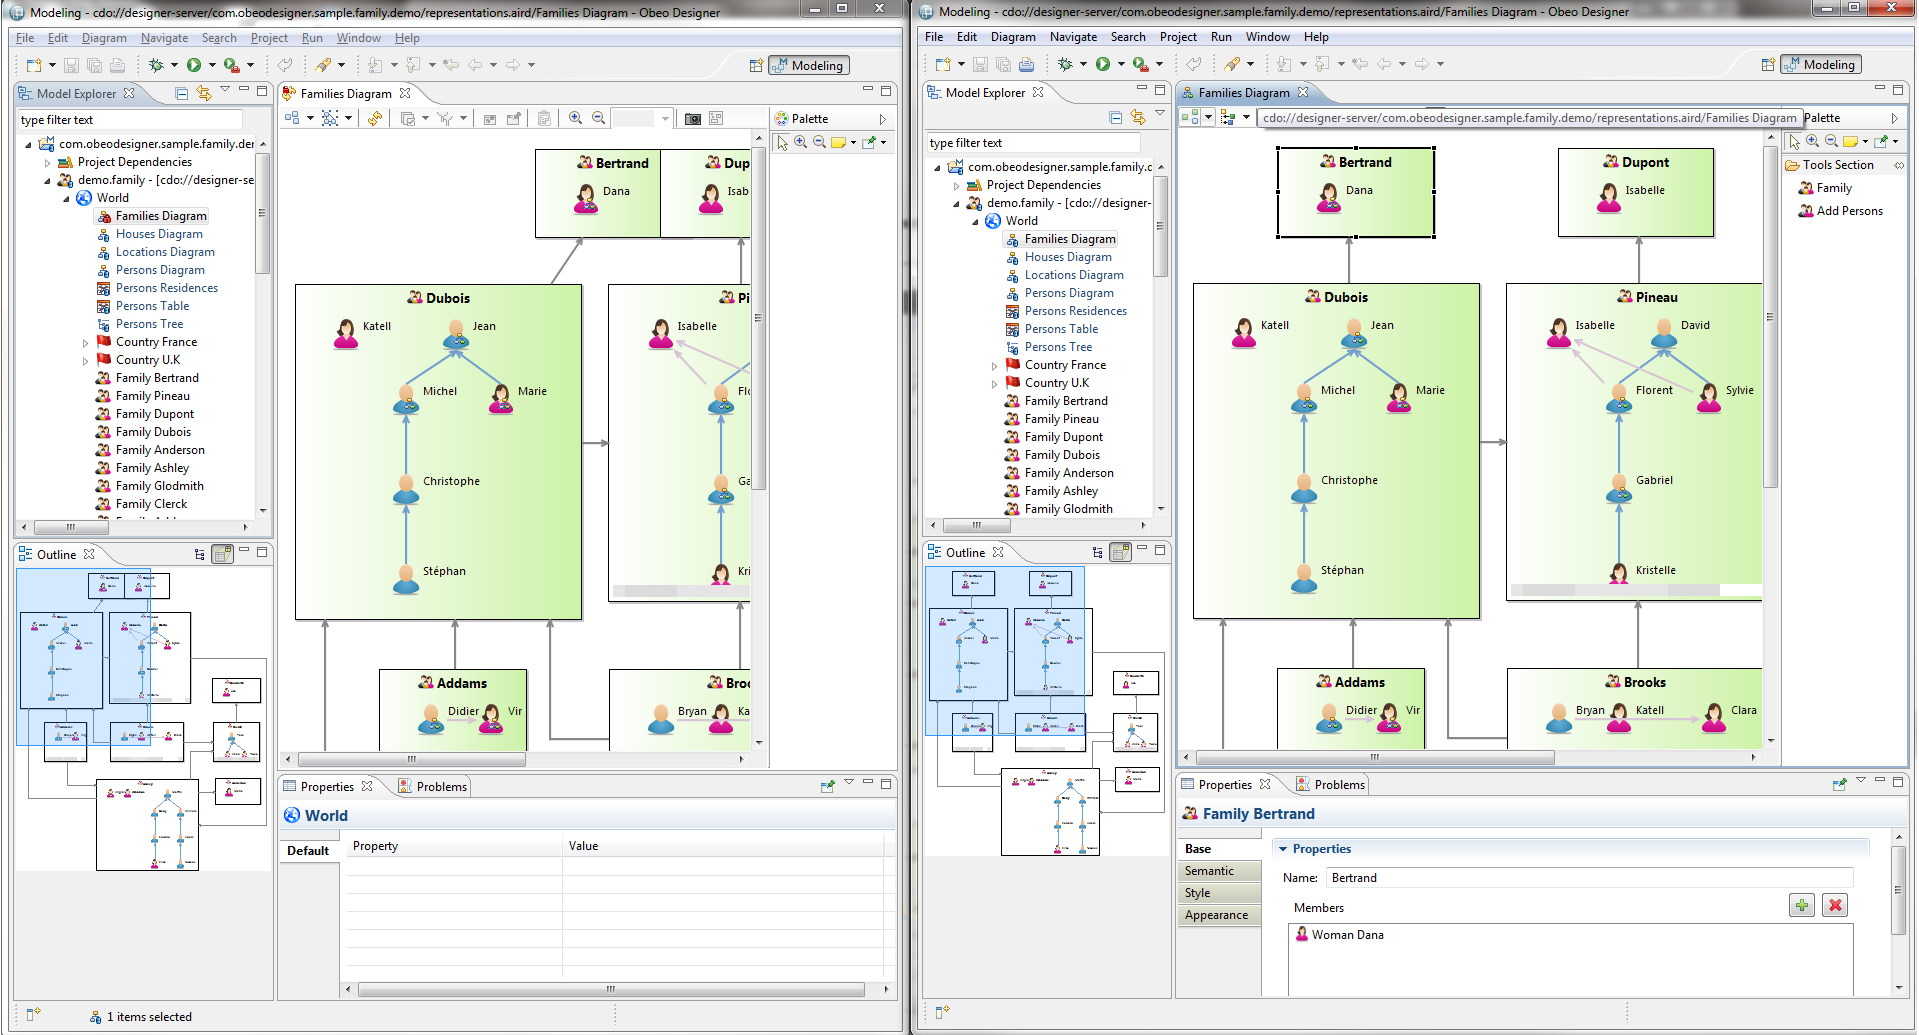 Modeling - cdo://designer-server/com.obeodesigner.sample.family.demo/representations.aird/Families Diagram - Obeo Designer
File Edit Diagram Navigate Search Project Run Window Help
Modeling
Model Explorer
type filter text
com.obeodesigner.sample.family.de
Project Dependencies
demo.family - [cdo://designer-se
World
Families Diagram
Houses Diagram
Locations Diagram
Persons Diagram
Persons Residences
Persons Table
Persons Tree
Country France
Country U.K
Family Bertrand
Family Pineau
Family Dupont
Family Dubois
Family Anderson
Family Ashley
Family Glodmith
Family Clerck
Outline
Families Diagram
Palette
Bertrand
Dana
Dup
Isab
Dubois
Katell
Jean
Michel
Marie
Christophe
Stéphan
Pi
Isabelle
Flo
Ga
Kri
Addams
Didier
Vir
Broo
Bryan
Ka
Properties
Problems
World
Default
Property Value
1 items selected
Modeling - cdo://designer-server/com.obeodesigner.sample.family.demo/representations.aird/Families Diagram - Obeo Designer
File Edit Diagram Navigate Search Project Run Window Help
Modeling
Model Explorer
type filter text
com.obeodesigner.sample.family.c
Project Dependencies
demo.family - [cdo://designer-
World
Families Diagram
Houses Diagram
Locations Diagram
Persons Diagram
Persons Residences
Persons Table
Persons Tree
Country France
Country U.K
Family Bertrand
Family Pineau
Family Dupont
Family Dubois
Family Anderson
Family Ashley
Family Glodmith
Outline
Families Diagram
cdo://designer-server/com.obeodesigner.sample.family.demo/representations.aird/Families Diagram
Palette
Tools Section
Family
Add Persons
Bertrand
Dana
Dupont
Isabelle
Dubois
Katell
Jean
Michel
Marie
Christophe
Stéphan
Pineau
Isabelle
David
Florent
Sylvie
Gabriel
Kristelle
Addams
Didier
Vir
Brooks
Bryan
Katell
Clara
Properties
Problems
Family Bertrand
Base
Semantic
Style
Appearance
Properties
Name: Bertrand
Members
Woman Dana